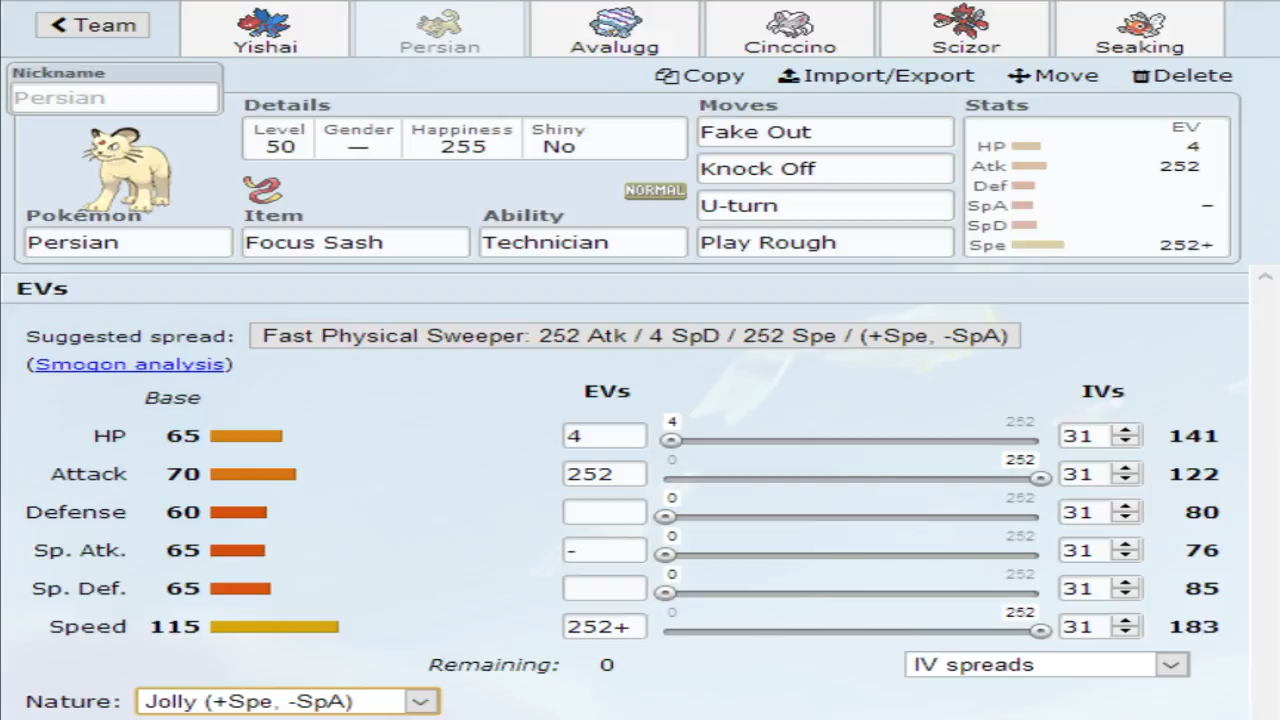 Team
Yishai
Persian
Avalugg
Cinccino
Scizor
Seaking
Copy Import/Export Move Delete
Nickname
Persian
Details
Level Gender Happiness Shiny
50 — 255 No
NORMAL
Pokémon
Persian
Item
Focus Sash
Ability
Technician
Moves
Fake Out
Knock Off
U-turn
Play Rough
Stats
EV
HP 4
Atk 252
Def
SpA –
SpD
Spe 252+
EVs
Suggested spread: Fast Physical Sweeper: 252 Atk / 4 SpD / 252 Spe / (+Spe, -SpA)
(Smogon analysis)
Base EVs IVs
HP 65 4 4 252 31 141
Attack 70 252 0 252 31 122
Defense 60 0 252 31 80
Sp. Atk. 65 - 0 252 31 76
Sp. Def. 65 0 252 31 85
Speed 115 252+ 0 252 31 183
Remaining: 0 IV spreads
Nature: Jolly (+Spe, -SpA)